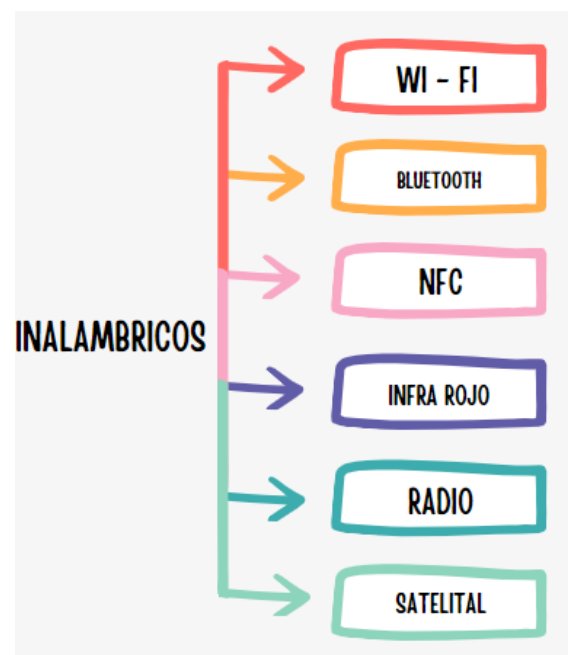 WI - FI
BLUETOOTH
NFC
INALAMBRICOS
INFRA ROJO
RADIO
SATELITAL